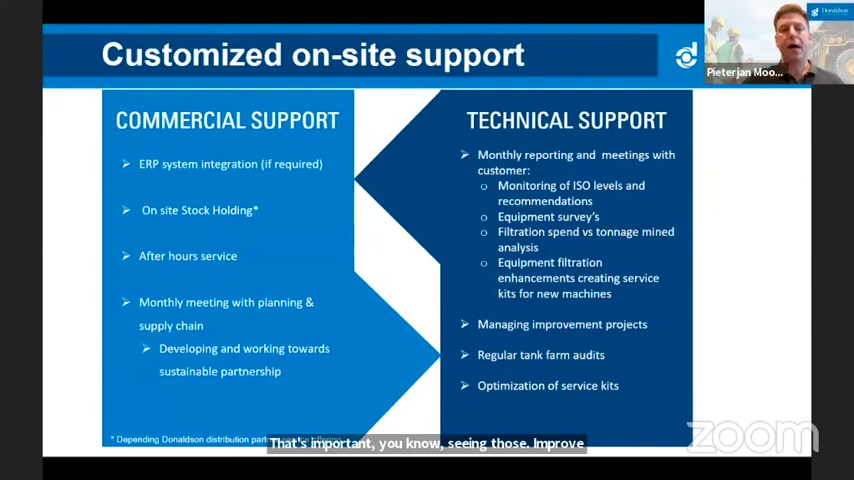 Customized on-site support
Donaldson
Pieterjan Moo...
COMMERCIAL SUPPORT
ERP system integration (if required)
On site Stock Holding*
After hours service
Monthly meeting with planning &
supply chain
Developing and working towards
sustainable partnership
* Depending Donaldson distribution
TECHNICAL SUPPORT
Monthly reporting and meetings with
customer:
Monitoring of ISO levels and
recommendations
Equipment survey's
Filtration spend vs tonnage mined
analysis
Equipment filtration
enhancements creating service
kits for new machines
Managing improvement projects
Regular tank farm audits
Optimization of service kits
That's important, you know, seeing those. Improve
zoom